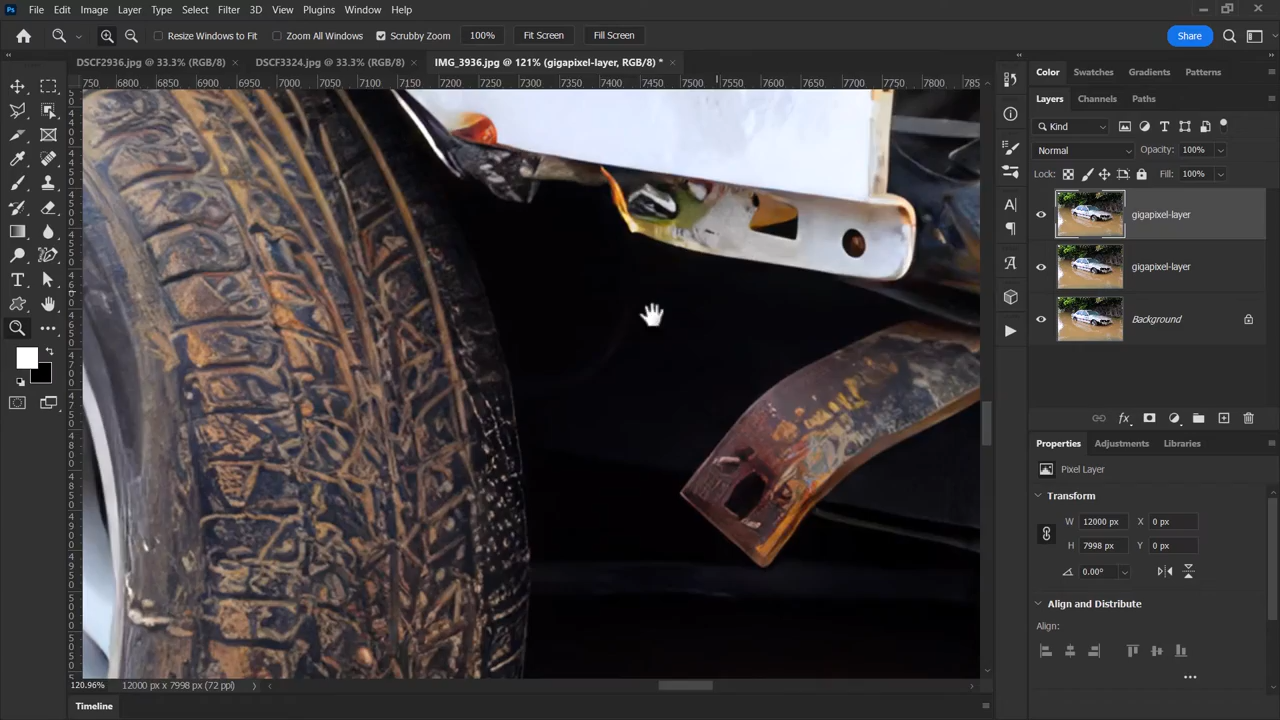 Ps File Edit Image Layer Type Select Filter 3D View Plugins Window Help
Resize Windows to Fit Zoom All Windows Scrubby Zoom 100% Fit Screen Fill Screen Share
DSCF2936.jpg @ 33.3% (RGB/8) × DSCF3324.jpg @ 33.3% (RGB/8) × IMG_3936.jpg @ 121% (gigapixel-layer, RGB/8) * ×
750 6800 6850 6900 6950 7000 7050 7100 7150 7200 7250 7300 7350 7400 7450 7500 7550 7600 7650 7700 7750 7800 785
Color Swatches Gradients Patterns
Layers Channels Paths
Kind
Normal Opacity: 100%
Lock: Fill: 100%
gigapixel-layer
gigapixel-layer
Background
fx
Properties Adjustments Libraries
Pixel Layer
Transform
W 12000 px X 0 px
H 7998 px Y 0 px
0.00°
Align and Distribute
Align:
120.96% 12000 px x 7998 px (72 ppi)
Timeline